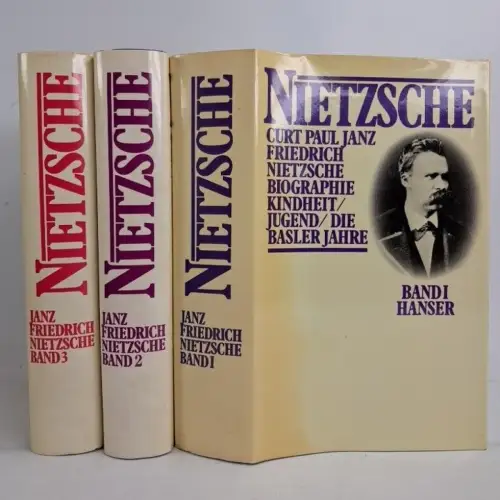 NIETZSCHE
JANZ
FRIEDRICH
NIETZSCHE
BAND 3
NIETZSCHE
JANZ
FRIEDRICH
NIETZSCHE
BAND 2
NIETZSCHE
JANZ
FRIEDRICH
NIETZSCHE
BAND I
NIETZSCHE
CURT PAUL JANZ
FRIEDRICH
NIETZSCHE
BIOGRAPHIE
KINDHEIT/
JUGEND/DIE
BASLER JAHRE
BAND I
HANSER